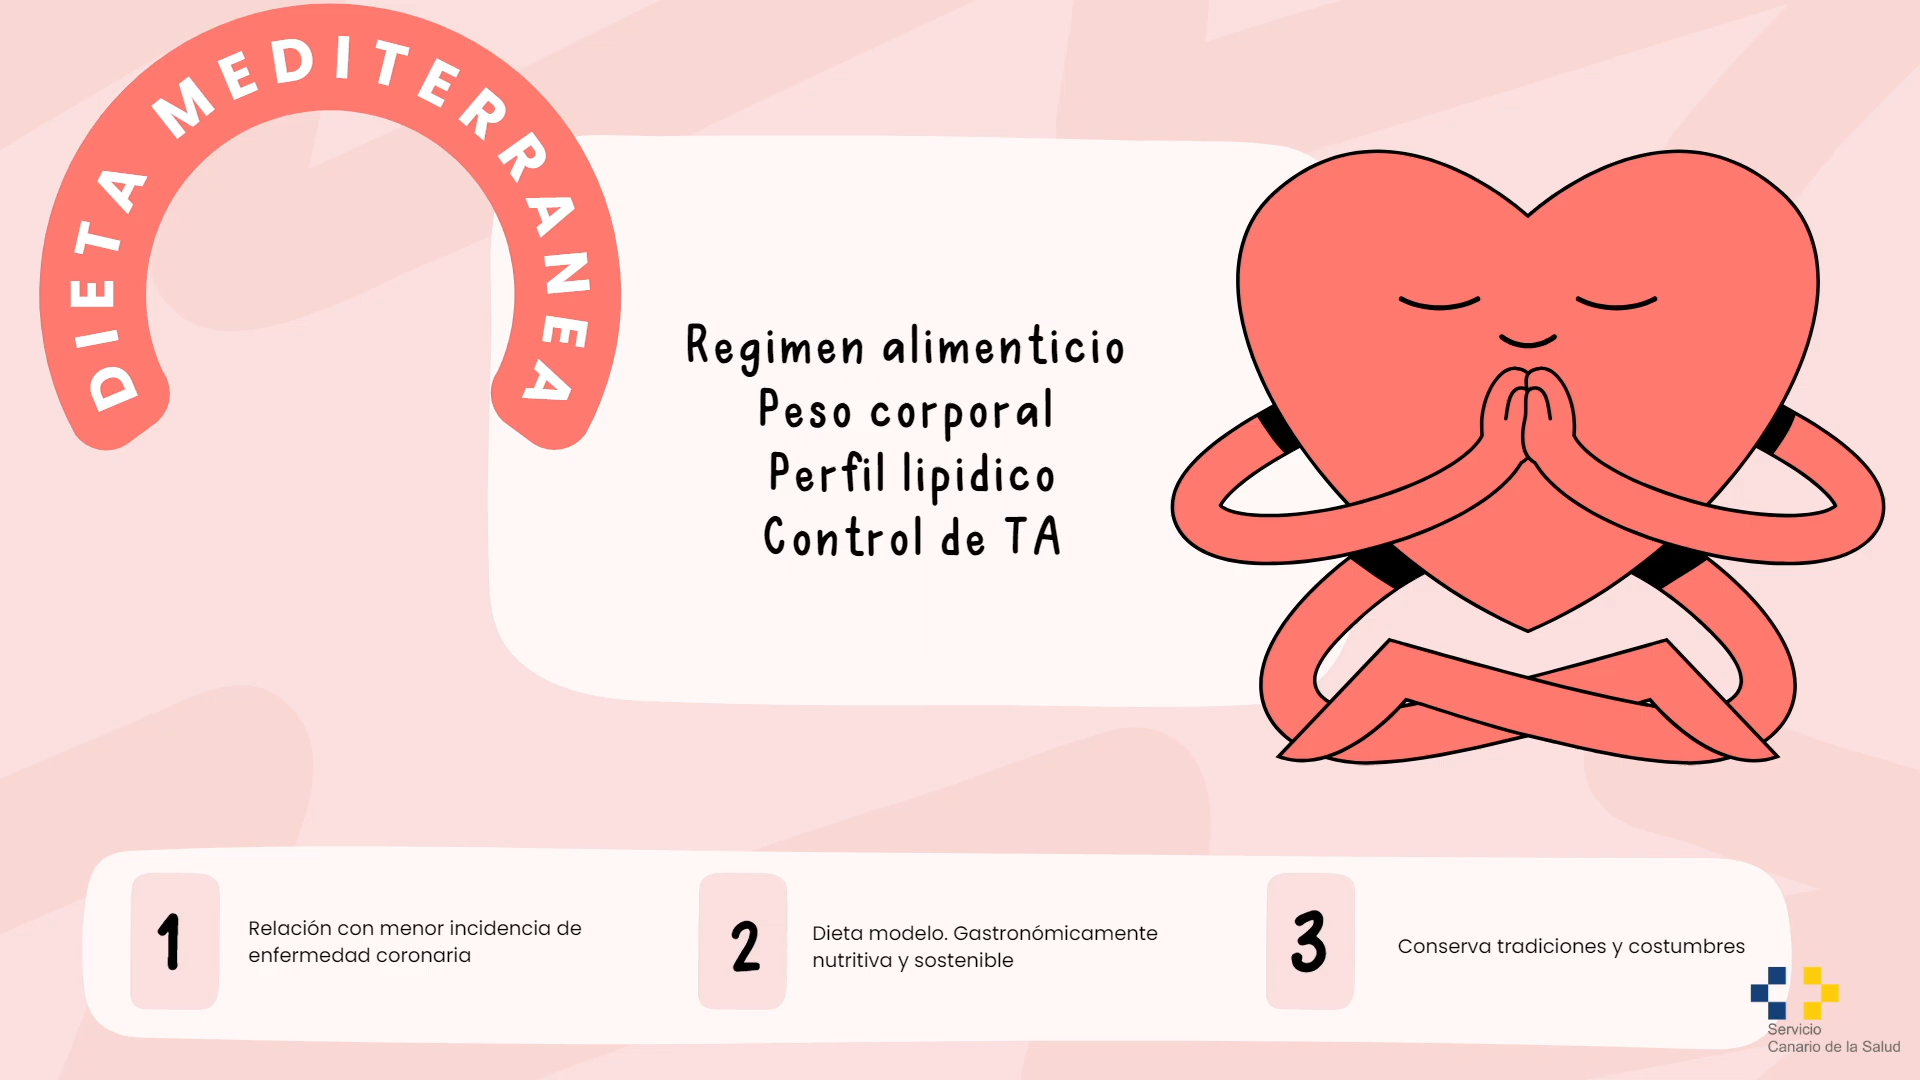 DIETA MEDITERRANEA
Regimen alimenticio
Peso corporal
Perfil lipidico
Control de TA
1
Relación con menor incidencia de
enfermedad coronaria
2
Dieta modelo. Gastronómicamente
nutritiva y sostenible
3
Conserva tradiciones y costumbres
Servicio
Canario de la Salud